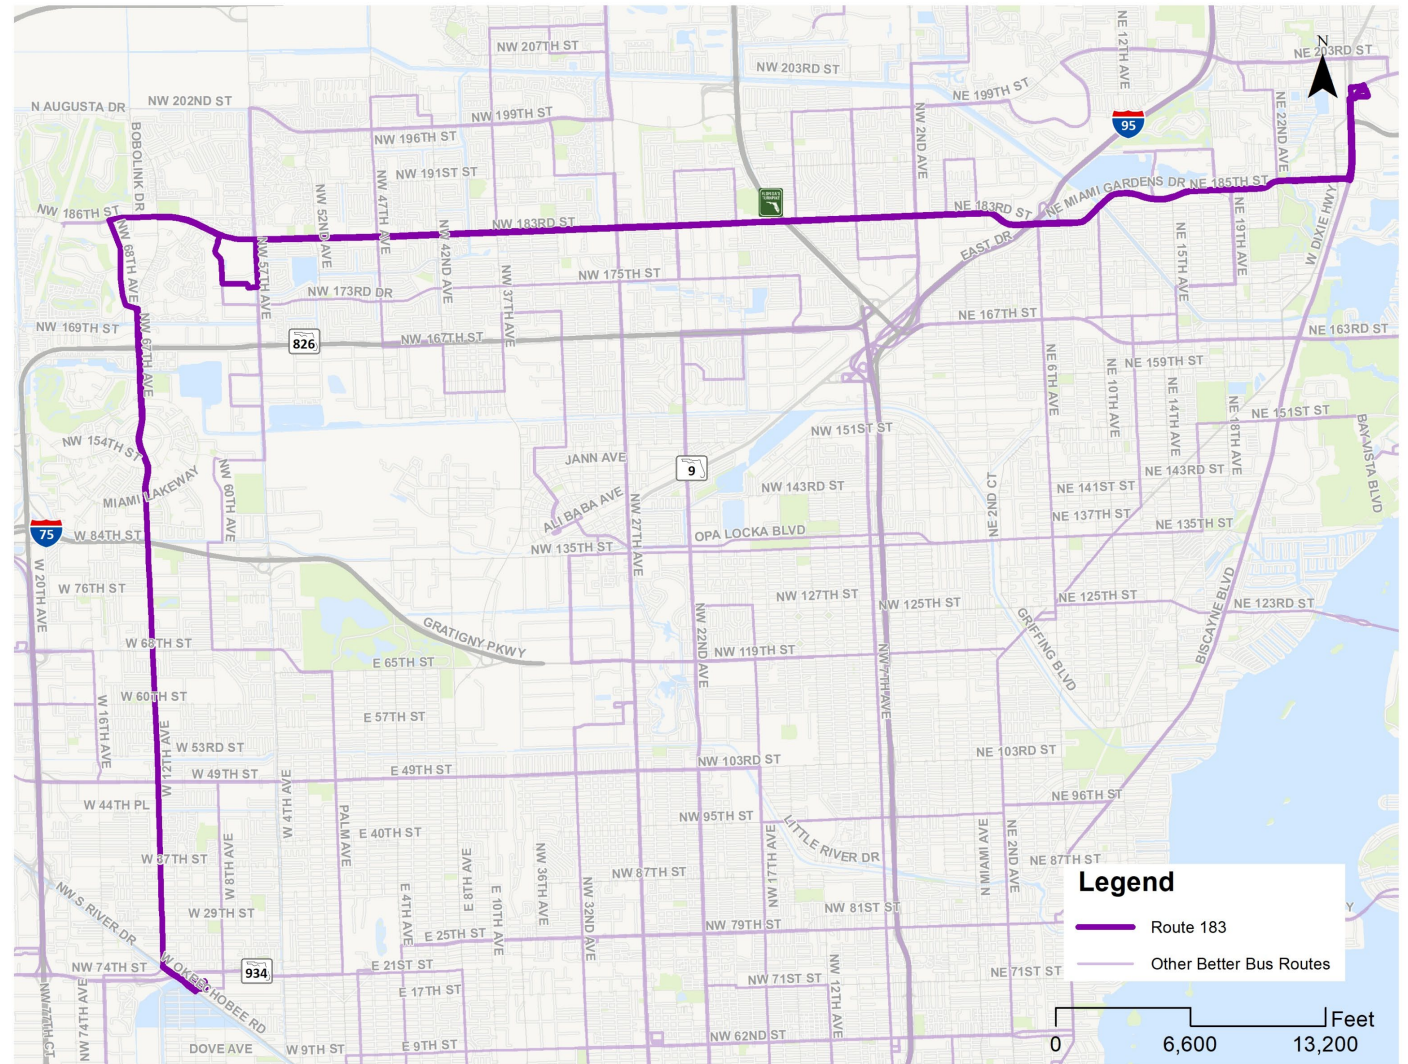 NW 207TH ST
NE 12TH AVE
NE 203RD ST
N
NW 203RD ST
NE 199TH ST
N AUGUSTA DR
NW 202ND ST
NW 199TH ST
NW 196TH ST
95
NE 22ND AVE
BOBOLINK DR
NW 2ND AVE
NW 191ST ST
NW 52ND AVE
NW 47TH AVE
NW 186TH ST
NE MIAMI GARDENS DR
NE 185TH ST
NE 183RD ST
NW 183RD ST
NW 68TH AVE
NW 57TH AVE
NW 42ND AVE
NW 37TH AVE
EAST DR
NE 15TH AVE
NE 19TH AVE
W DIXIE HWY
NW 175TH ST
NW 173RD DR
NW 169TH ST
NW 67TH AVE
826
NW 167TH ST
NE 167TH ST
NE 163RD ST
NE 159TH ST
NE 6TH AVE
NE 10TH AVE
NE 14TH AVE
NE 18TH AVE
NE 151ST ST
BAY VISTA BLVD
NW 154TH ST
NW 151ST ST
JANN AVE
9
MIAMI LAKEWAY
NW 60TH AVE
NW 143RD ST
NE 143RD ST
NE 141ST ST
NE 2ND CT
ALI BABA AVE
NW 27TH AVE
75
W 84TH ST
OPA LOCKA BLVD
NE 137TH ST
NE 135TH ST
NW 135TH ST
W 20TH AVE
W 76TH ST
NW 127TH ST
NW 125TH ST
NE 125TH ST
NE 123RD ST
GRATIGNY PKWY
GRIFFING BLVD
BISCAYNE BLVD
W 68TH ST
E 65TH ST
NW 22ND AVE
NW 119TH ST
NW 7TH AVE
W 60TH ST
W 16TH AVE
E 57TH ST
W 12TH AVE
W 53RD ST
W 49TH ST
E 49TH ST
NW 103RD ST
NE 103RD ST
W 4TH AVE
W 44TH PL
PALM AVE
E 40TH ST
NW 95TH ST
NE 96TH ST
LITTLE RIVER DR
NW 17TH AVE
N MIAMI AVE
NE 2ND AVE
W 37TH ST
W 8TH AVE
E 8TH AVE
NW 36TH AVE
NW 87TH ST
NE 87TH ST
NW S RIVER DR
W 29TH ST
E 4TH AVE
E 10TH AVE
NW 32ND AVE
NW 81ST ST
NW 79TH ST
E 25TH ST
W OKEECHOBEE RD
NW 74TH ST
934
E 21ST ST
NW 71ST ST
NE 71ST ST
NW 12TH AVE
E 17TH ST
NW 77TH CT
NW 74TH AVE
DOVE AVE
W 9TH ST
E 9TH ST
NW 62ND ST
Legend
Route 183
Other Better Bus Routes
Feet
0 6,600 13,200